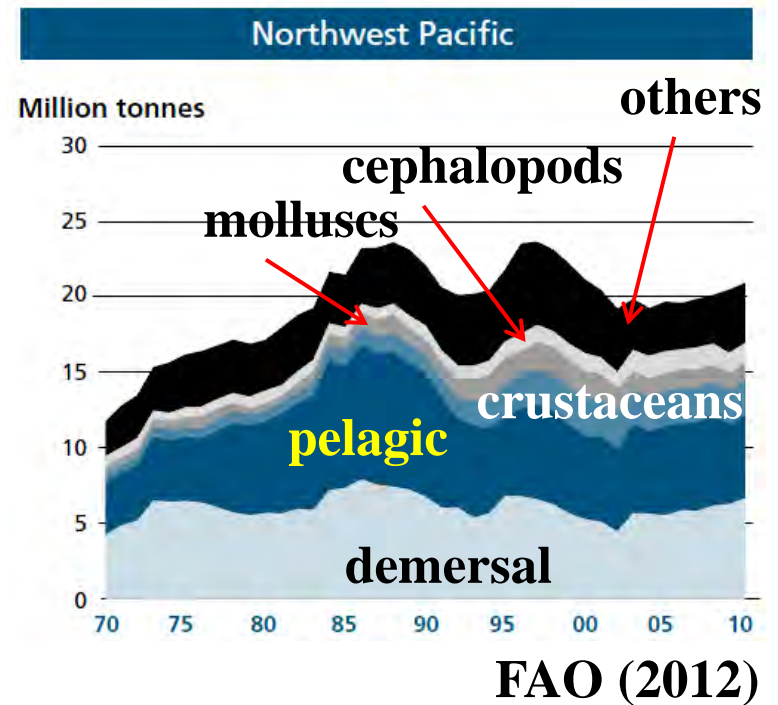 Northwest Pacific
others
Million tonnes
30
cephalopods
25
molluscs
20
15
crustaceans
pelagic
10
5
demersal
0
70 75 80 85 90 95 00 05 10
FAO (2012)